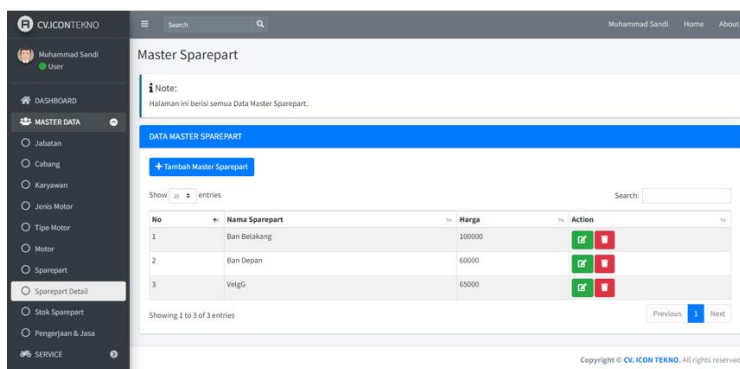 CV.ICONTEKNO
Search
Muhammad Sandi Home About
Muhammad Sandi
User
Master Sparepart
Note:
Halaman ini berisi semua Data Master Sparepart.
DASHBOARD
MASTER DATA
Jabatan
Cabang
Karyawan
Jenis Motor
Tipe Motor
Motor
Sparepart
Sparepart Detail
Stok Sparepart
Pengerjaan & Jasa
SERVICE
DATA MASTER SPAREPART
Tambah Master Sparepart
Show 10 entries
Search:
No Nama Sparepart Harga Action
1 Ban Belakang 100000
2 Ban Depan 60000
3 VelgG 65000
Showing 1 to 3 of 3 entries
Previous 1 Next
Copyright © CV. ICON TEKNO. All rights reserved